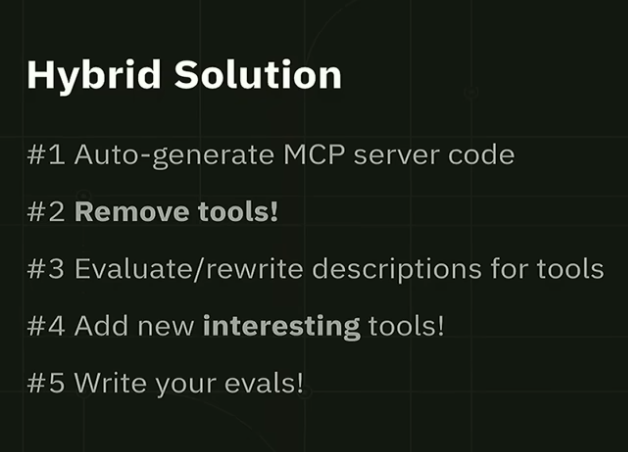 Hybrid Solution
#1 Auto-generate MCP server code
#2 Remove tools!
#3 Evaluate/rewrite descriptions for tools
#4 Add new interesting tools!
#5 Write your evals!